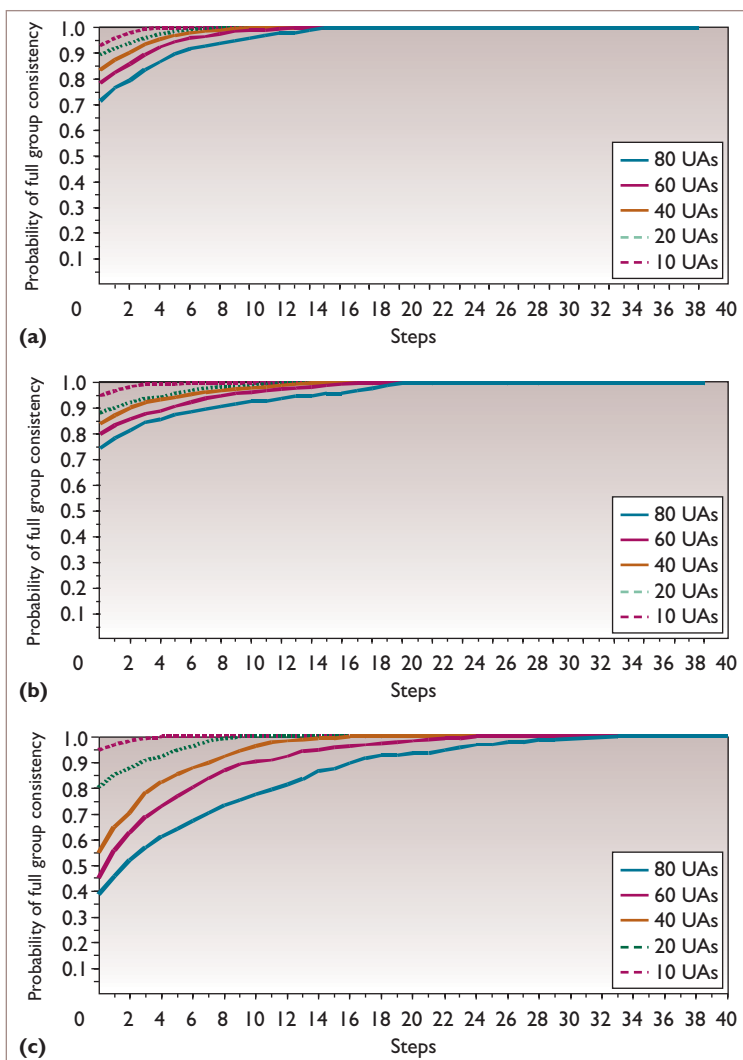 Probability of full group consistency
1.0
0.9
0.8
0.7
0.6
0.5
0.4
0.3
0.2
0.1
80 UAs
60 UAs
40 UAs
20 UAs
10 UAs
0 2 4 6 8 10 12 14 16 18 20 22 24 26 28 30 32 34 36 38 40
(a) Steps
Probability of full group consistency
1.0
0.9
0.8
0.7
0.6
0.5
0.4
0.3
0.2
0.1
80 UAs
60 UAs
40 UAs
20 UAs
10 UAs
0 2 4 6 8 10 12 14 16 18 20 22 24 26 28 30 32 34 36 38 40
(b) Steps
Probability of full group consistency
1.0
0.9
0.8
0.7
0.6
0.5
0.4
0.3
0.2
0.1
80 UAs
60 UAs
40 UAs
20 UAs
10 UAs
0 2 4 6 8 10 12 14 16 18 20 22 24 26 28 30 32 34 36 38 40
(c) Steps